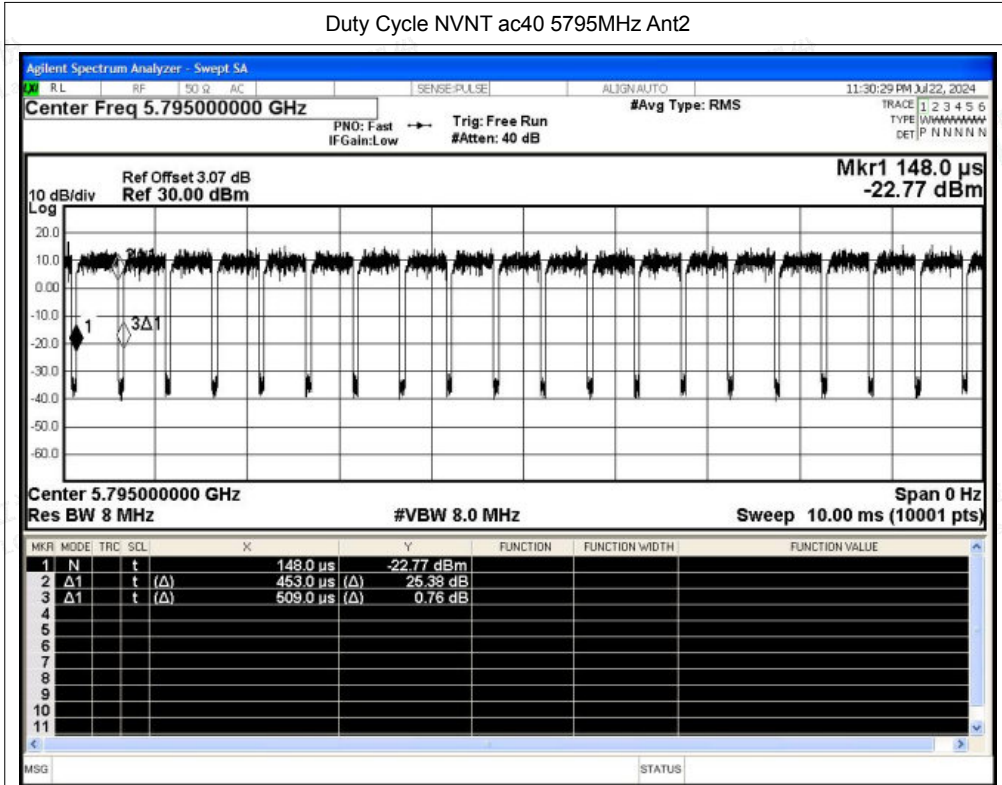 Duty Cycle NVNT ac40 5795MHz Ant2
Agilent Spectrum Analyzer - Swept SA
RL RF 50 Ω AC SENSE:PULSE ALIGN AUTO 11:30:29 PM Jul 22, 2024
Center Freq 5.795000000 GHz #Avg Type: RMS TRACE 1 2 3 4 5 6
PNO: Fast Trig: Free Run TYPE
IFGain:Low #Atten: 40 dB DET P N N N N N
Ref Offset 3.07 dB Mkr1 148.0 µs
10 dB/div Ref 30.00 dBm -22.77 dBm
Log
20.0
10.0
0.00
-10.0
1 3Δ1
-20.0
-30.0
-40.0
-50.0
-60.0
Center 5.795000000 GHz Span 0 Hz
Res BW 8 MHz #VBW 8.0 MHz Sweep 10.00 ms (10001 pts)
MKR MODE TRC SCL X Y FUNCTION FUNCTION WIDTH FUNCTION VALUE
1 N t 148.0 µs -22.77 dBm
2 Δ1 t (Δ) 453.0 µs (Δ) 25.38 dB
3 Δ1 t (Δ) 509.0 µs (Δ) 0.76 dB
4
5
6
7
8
9
10
11
MSG STATUS